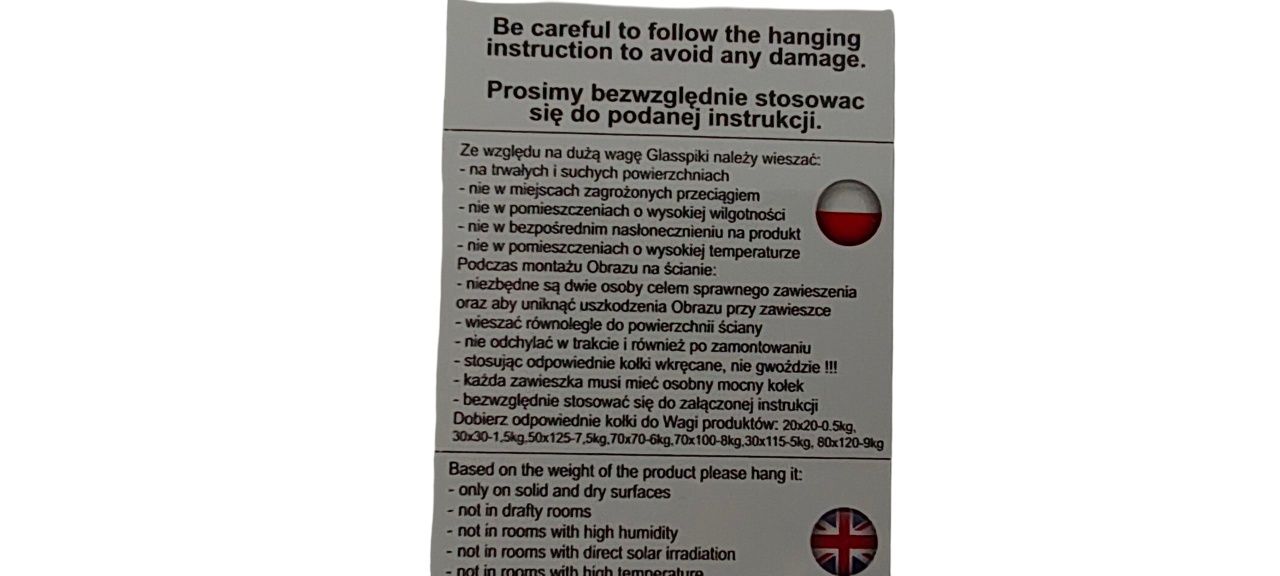 Be careful to follow the hanging
instruction to avoid any damage.
Prosimy bezwzględnie stosowac
się do podanej instrukcji.
Ze względu na dużą wagę Glasspiki należy wieszać:
- na trwałych i suchych powierzchniach
- nie w miejscach zagrożonych przeciągiem
- nie w pomieszczeniach o wysokiej wilgotności
- nie w bezpośrednim nasłonecznieniu na produkt
- nie w pomieszczeniach o wysokiej temperaturze
Podczas montażu Obrazu na ścianie:
- niezbędne są dwie osoby celem sprawnego zawieszenia
oraz aby uniknąć uszkodzenia Obrazu przy zawieszce
- wieszać równolegle do powierzchnii ściany
- nie odchylać w trakcie i również po zamontowaniu
- stosując odpowiednie kołki wkręcane, nie gwoździe !!!
- każda zawieszka musi mieć osobny mocny kołek
- bezwzględnie stosować się do załączonej instrukcji
Dobierz odpowiednie kołki do Wagi produktów: 20x20-0.5kg,
30x30-1,5kg,50x125-7,5kg,70x70-6kg,70x100-8kg,30x115-5kg, 80x120-9kg
Based on the weight of the product please hang it:
- only on solid and dry surfaces
- not in drafty rooms
- not in rooms with high humidity
- not in rooms with direct solar irradiation
- not in rooms with high temperature